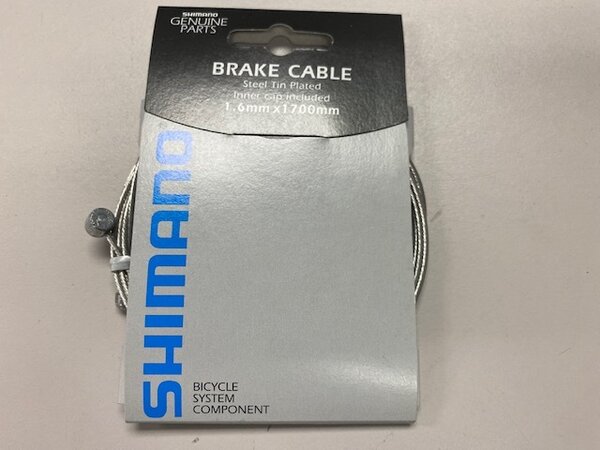 SHIMANO
GENUINE
PARTS
BRAKE CABLE
Steel Tin Plated
Inner cap included
1.6mm x 1700mm
SHIMANO
BICYCLE
SYSTEM
COMPONENT